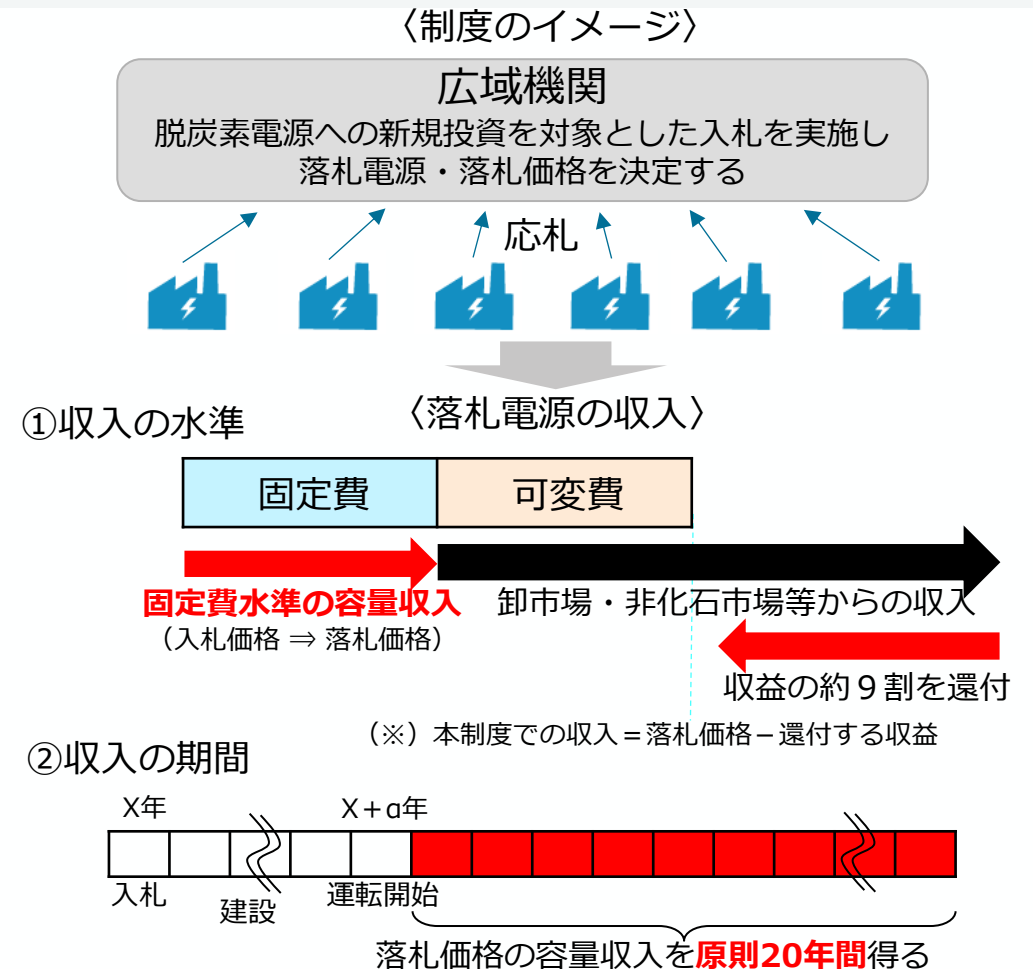 〈制度のイメージ〉
広域機関
脱炭素電源への新規投資を対象とした入札を実施し
落札電源・落札価格を決定する
応札
〈落札電源の収入〉
①収入の水準
固定費
可変費
固定費水準の容量収入
（入札価格 ⇒ 落札価格）
卸市場・非化石市場等からの収入
収益の約９割を還付
（※）本制度での収入＝落札価格－還付する収益
②収入の期間
X年
X＋α年
入札
建設
運転開始
落札価格の容量収入を原則20年間得る